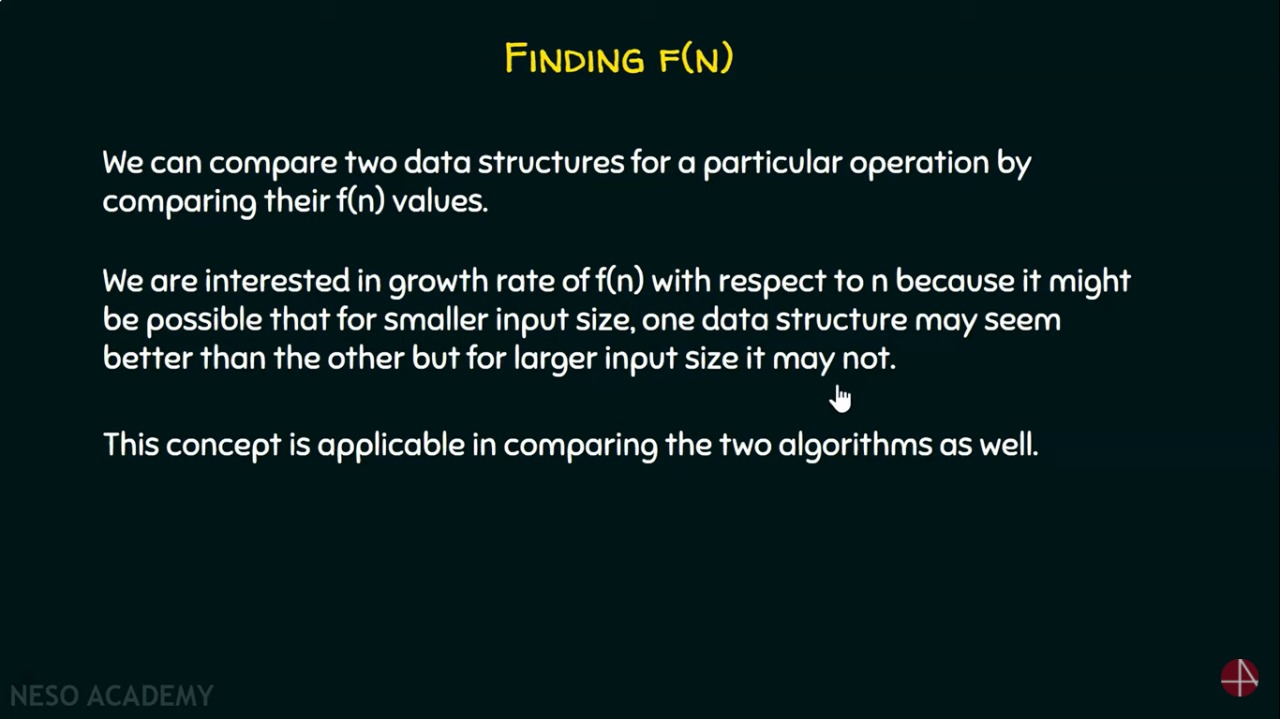 FINDING F(N)
We can compare two data structures for a particular operation by
comparing their f(n) values.
We are interested in growth rate of f(n) with respect to n because it might
be possible that for smaller input size, one data structure may seem
better than the other but for larger input size it may not.
This concept is applicable in comparing the two algorithms as well.
NESO ACADEMY